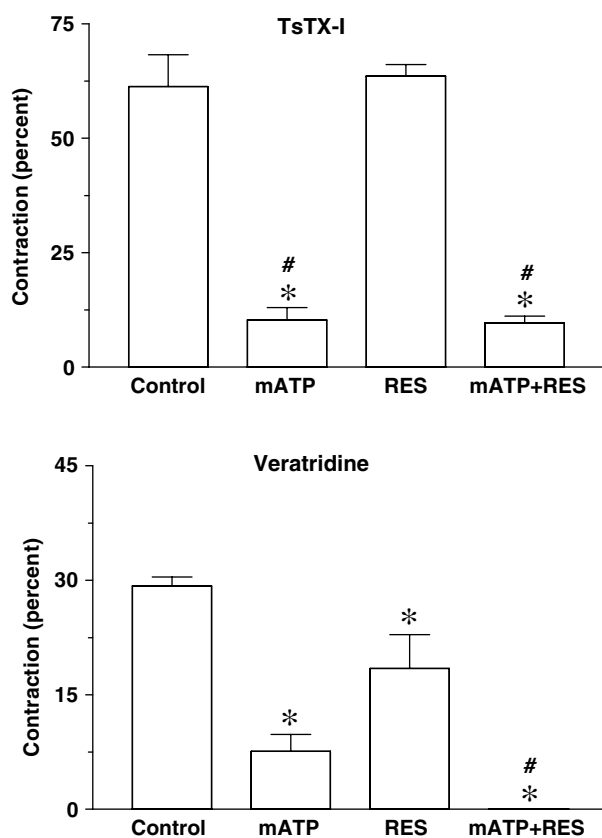 TsTX-I
Contraction (percent)
75
50
25
0
#
*
#
*
Control mATP RES mATP+RES
Veratridine
Contraction (percent)
45
30
15
0
*
*
#
*
Control mATP RES mATP+RES